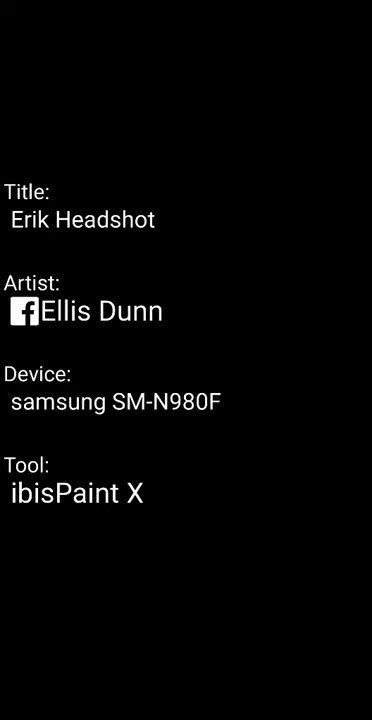 Title:
Erik Headshot
Artist:
Ellis Dunn
Device:
samsung SM-N980F
Tool:
ibisPaint X